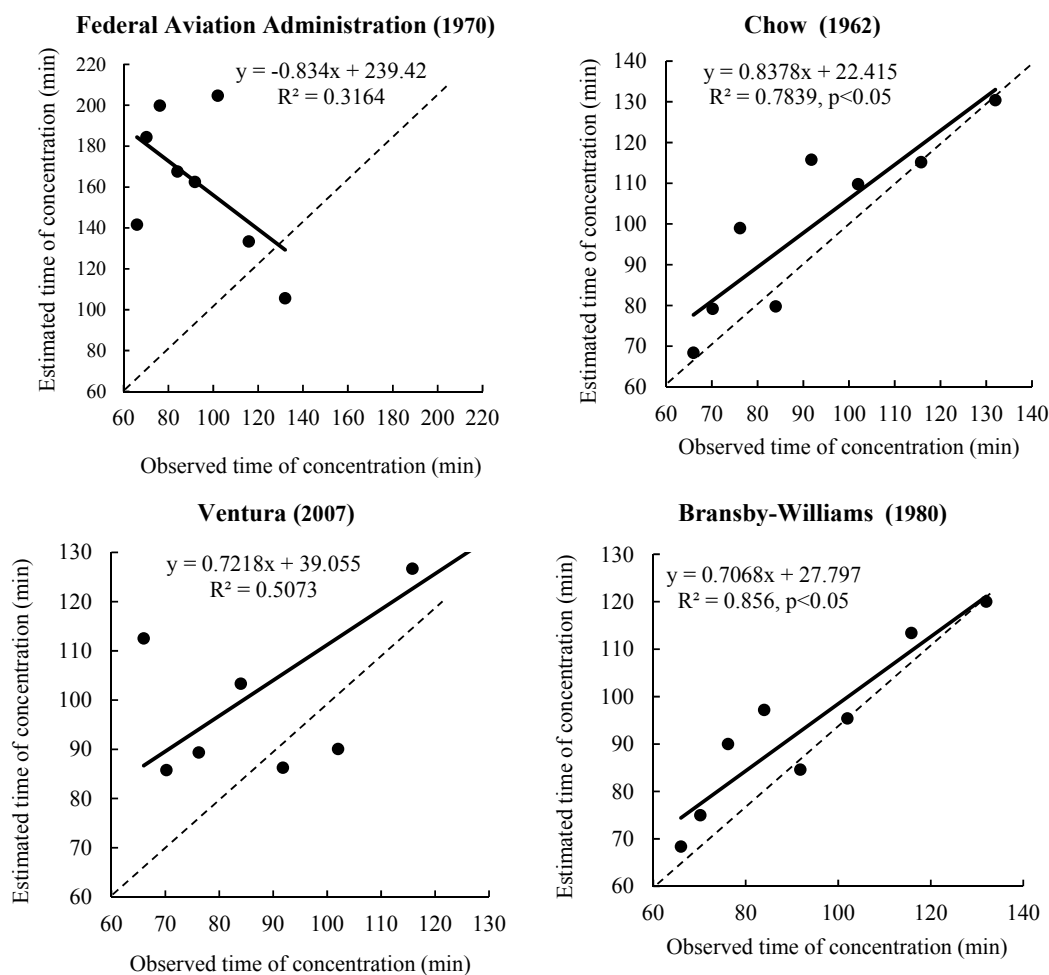 Federal Aviation Administration (1970)
y = -0.834x + 239.42
R² = 0.3164
Estimated time of concentration (min)
220
200
180
160
140
120
100
80
60
60 80 100 120 140 160 180 200 220
Observed time of concentration (min)
Chow (1962)
y = 0.8378x + 22.415
R² = 0.7839, p<0.05
Estimated time of concentration (min)
140
130
120
110
100
90
80
70
60
60 70 80 90 100 110 120 130 140
Observed time of concentration (min)
Ventura (2007)
y = 0.7218x + 39.055
R² = 0.5073
Estimated time of concentration (min)
130
120
110
100
90
80
70
60
60 70 80 90 100 110 120 130
Observed time of concentration (min)
Bransby-Williams (1980)
y = 0.7068x + 27.797
R² = 0.856, p<0.05
Estimated time of concentration (min)
130
120
110
100
90
80
70
60
60 80 100 120 140
Observed time of concentration (min)